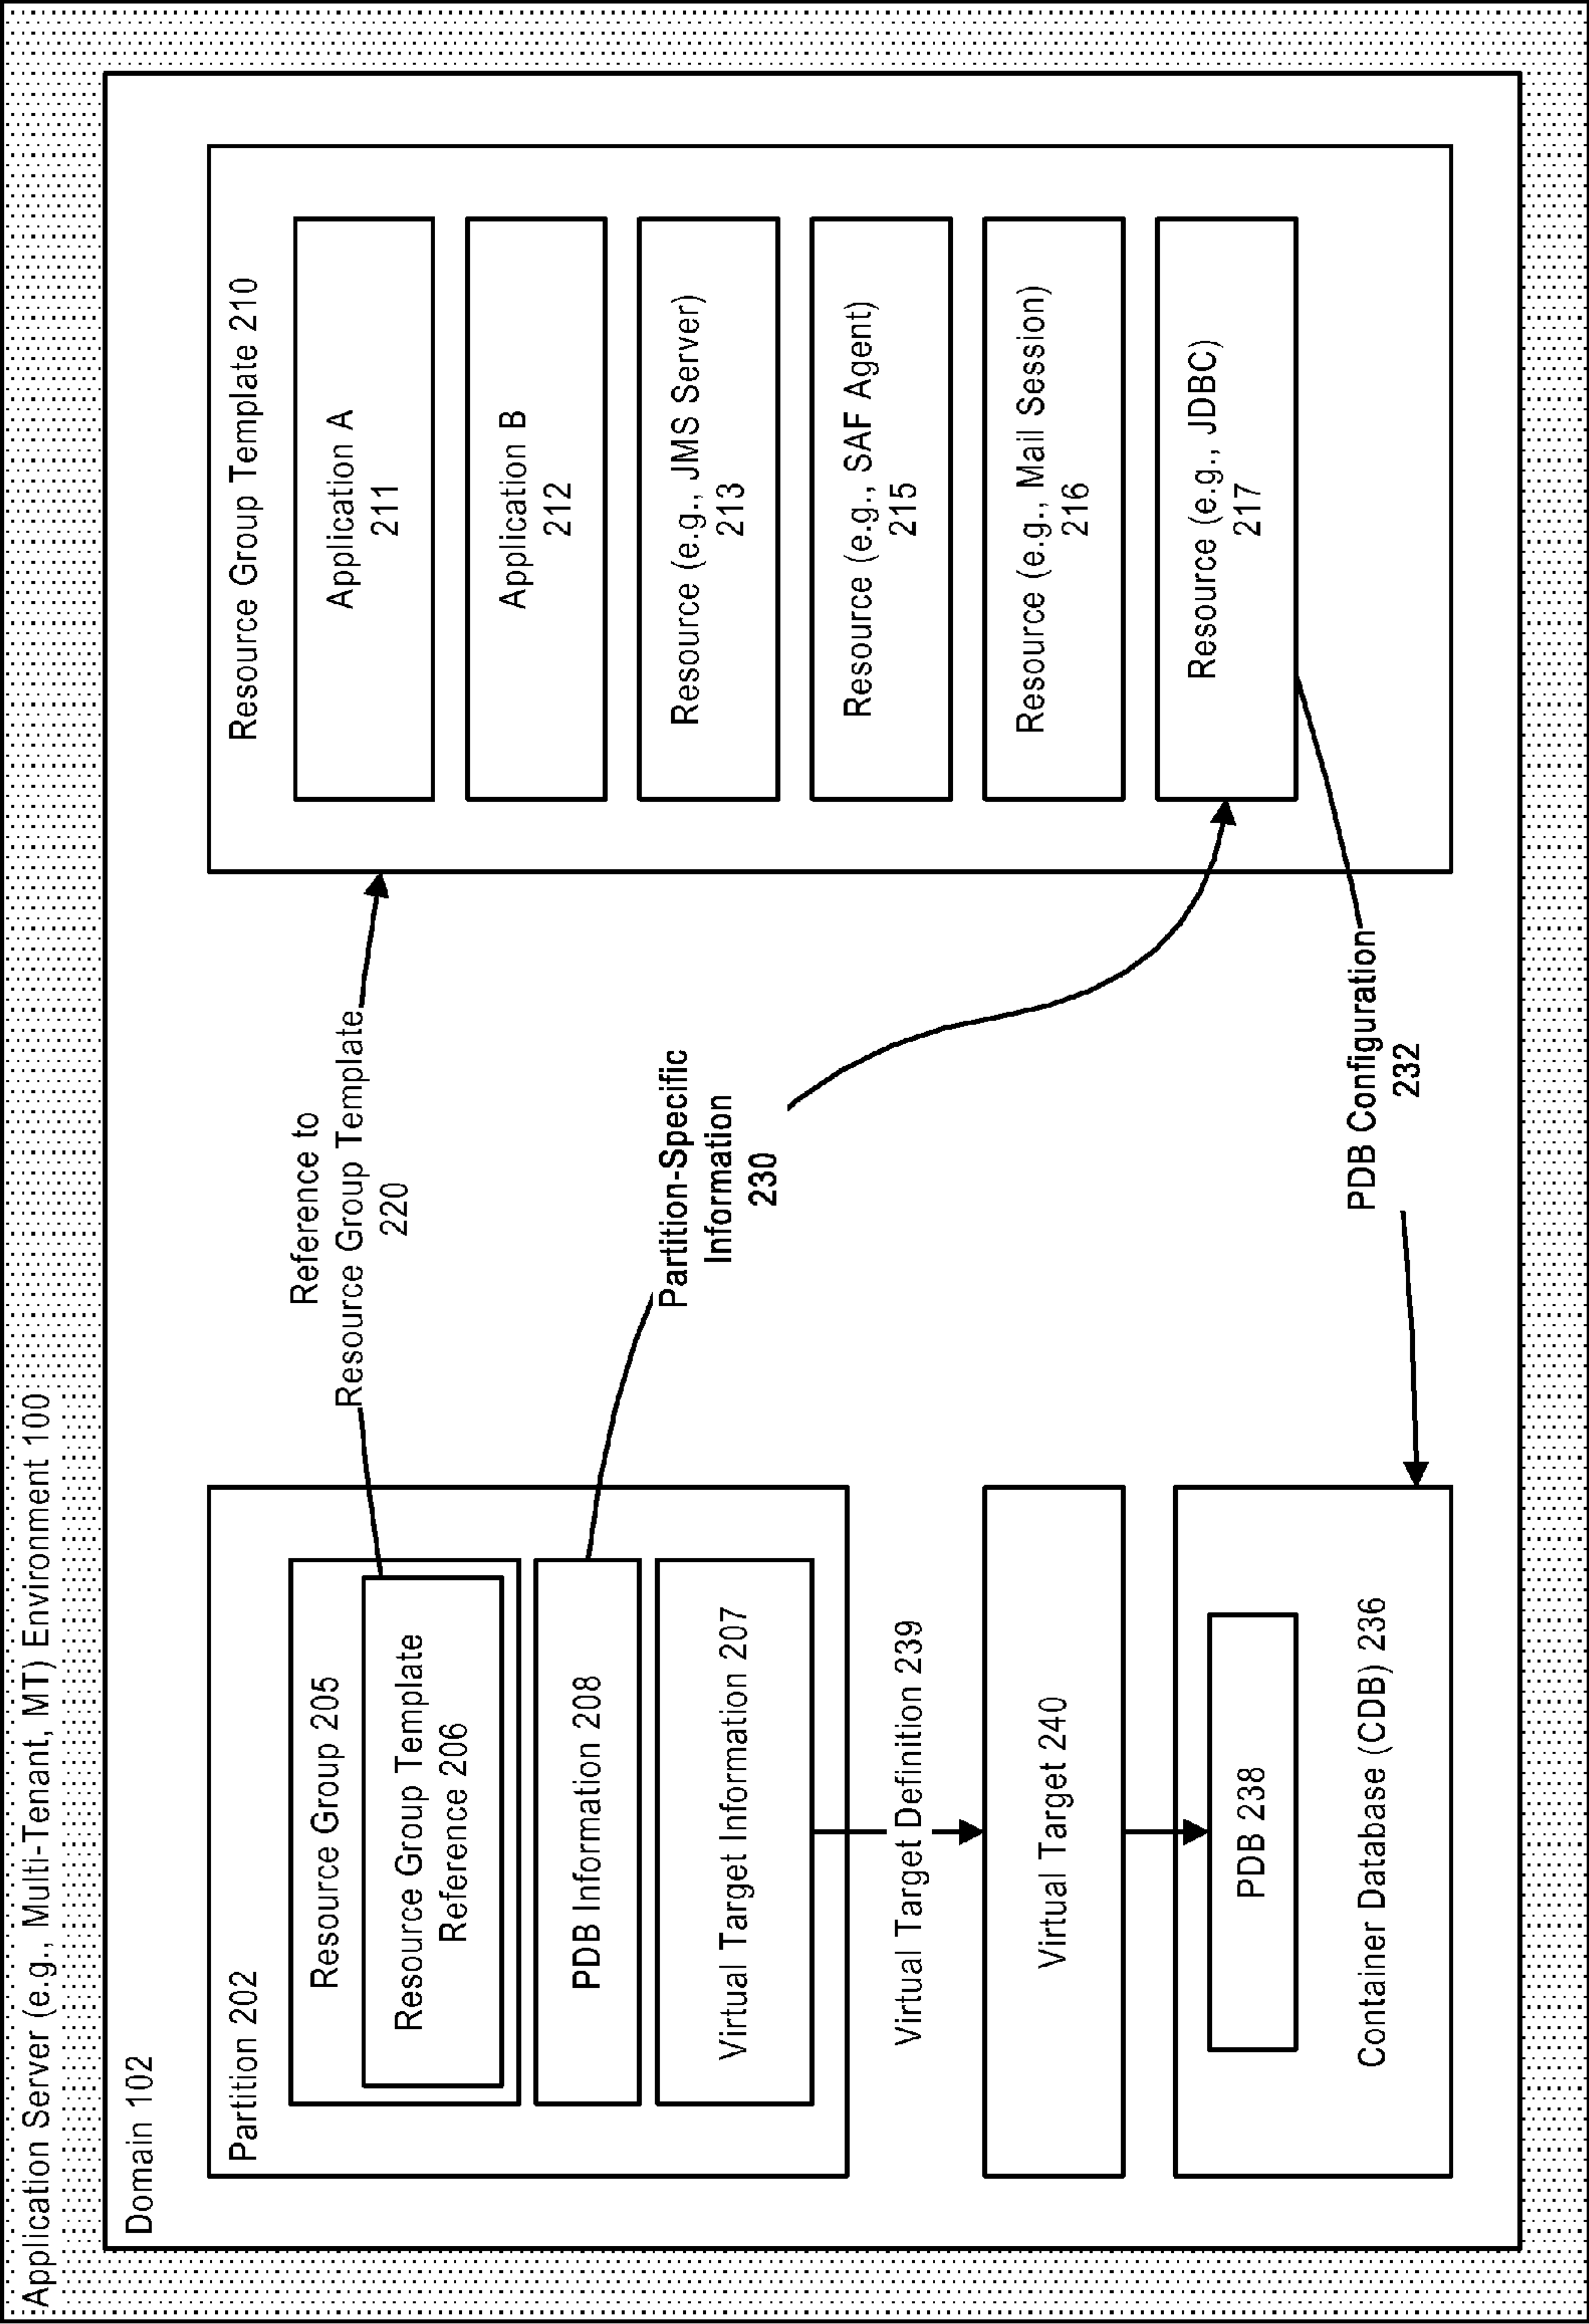 Application Server (e.g., Multi-Tenant, MT) Environment 100
Domain 102
Partition 202
Resource Group 205
Resource Group Template
Reference 206
PDB Information 208
Virtual Target Information 207
Virtual Target Definition 239
Virtual Target 240
PDB 238
Container Database (CDB) 236
Reference to
Resource Group Template
220
Partition-Specific
Information
230
PDB Configuration
232
Resource Group Template 210
Application A
211
Application B
212
Resource (e.g., JMS Server)
213
Resource (e.g., SAF Agent)
215
Resource (e.g., Mail Session)
216
Resource (e.g., JDBC)
217